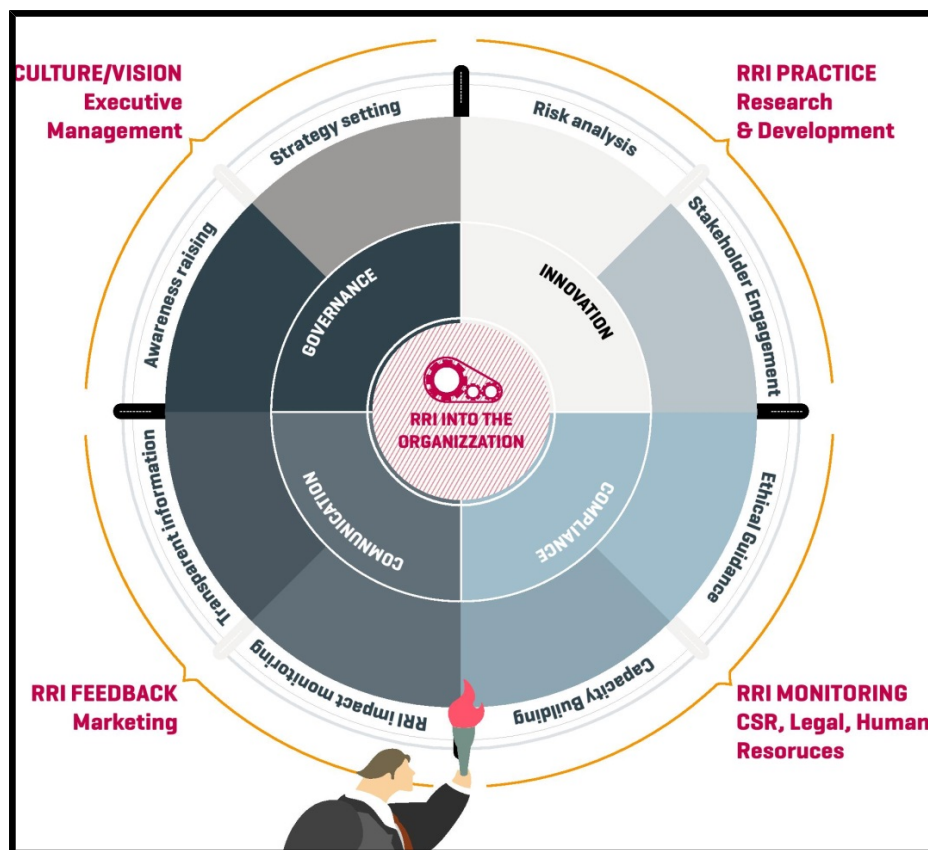 CULTURE/VISION
Executive
Management
RRI PRACTICE
Research
& Development
Strategy setting
Risk analysis
Awareness raising
Stakeholder Engagement
GOVERNANCE
INNOVATION
RRI INTO THE
ORGANIZZATION
COMMUNICATION
COMPLIANCE
Transparent information
Ethical Guidance
RRI impact monitoring
Capacity Building
RRI FEEDBACK
Marketing
RRI MONITORING
CSR, Legal, Human
Resoruces